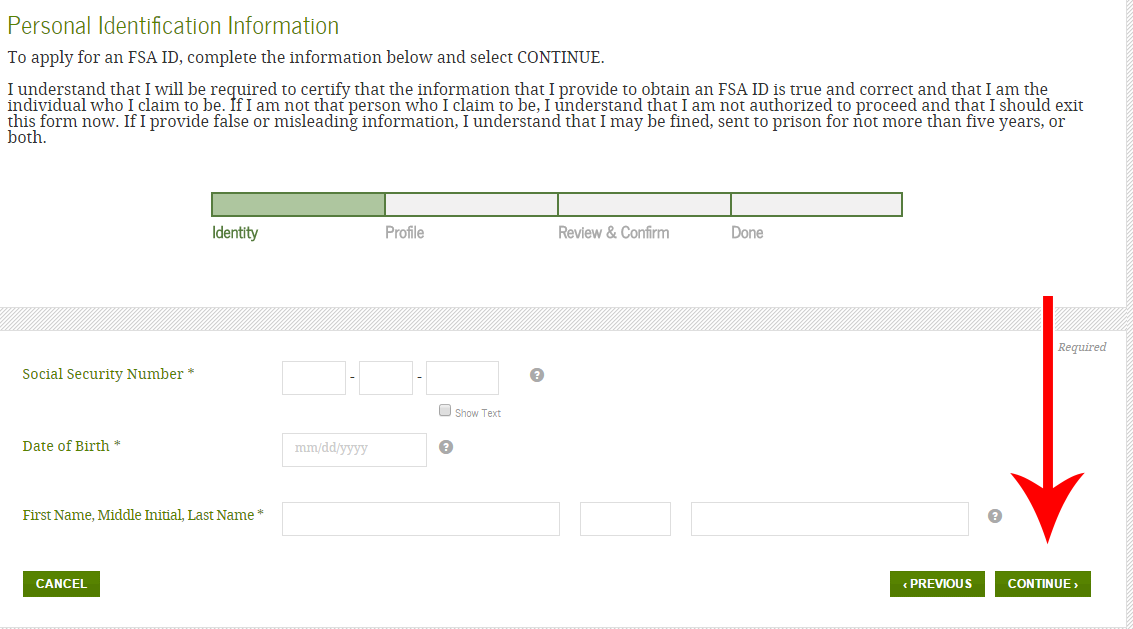 Personal Identification Information
To apply for an FSA ID, complete the information below and select CONTINUE.
I understand that I will be required to certify that the information that I provide to obtain an FSA ID is true and correct and that I am the
individual who I claim to be. If I am not that person who I claim to be, I understand that I am not authorized to proceed and that I should exit
this form now. If I provide false or misleading information, I understand that I may be fined, sent to prison for not more than five years, or
both.
Identity Profile Review & Confirm Done
Required
Social Security Number * - - ?
Show Text
Date of Birth * mm/dd/yyyy ?
First Name, Middle Initial, Last Name * ?
CANCEL ‹ PREVIOUS CONTINUE ›